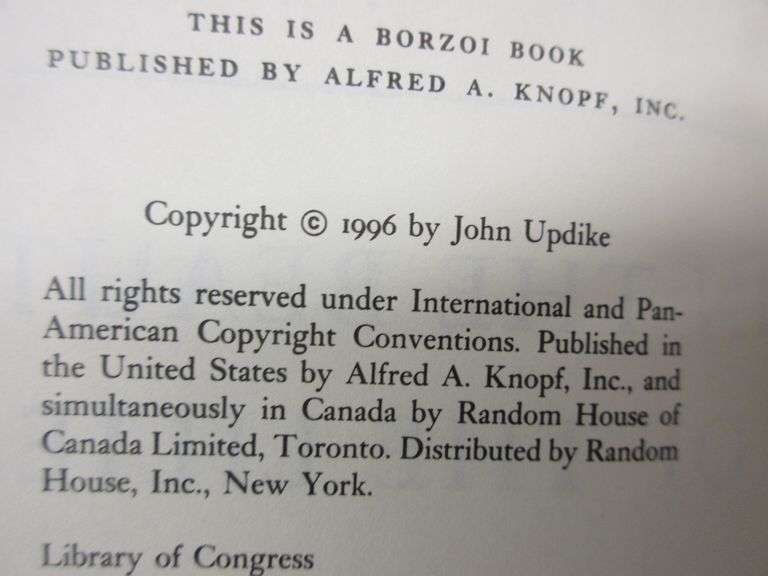 THIS IS A BORZOI BOOK
PUBLISHED BY ALFRED A. KNOPF, INC.
Copyright © 1996 by John Updike
All rights reserved under International and Pan-
American Copyright Conventions. Published in
the United States by Alfred A. Knopf, Inc., and
simultaneously in Canada by Random House of
Canada Limited, Toronto. Distributed by Random
House, Inc., New York.
Library of Congress